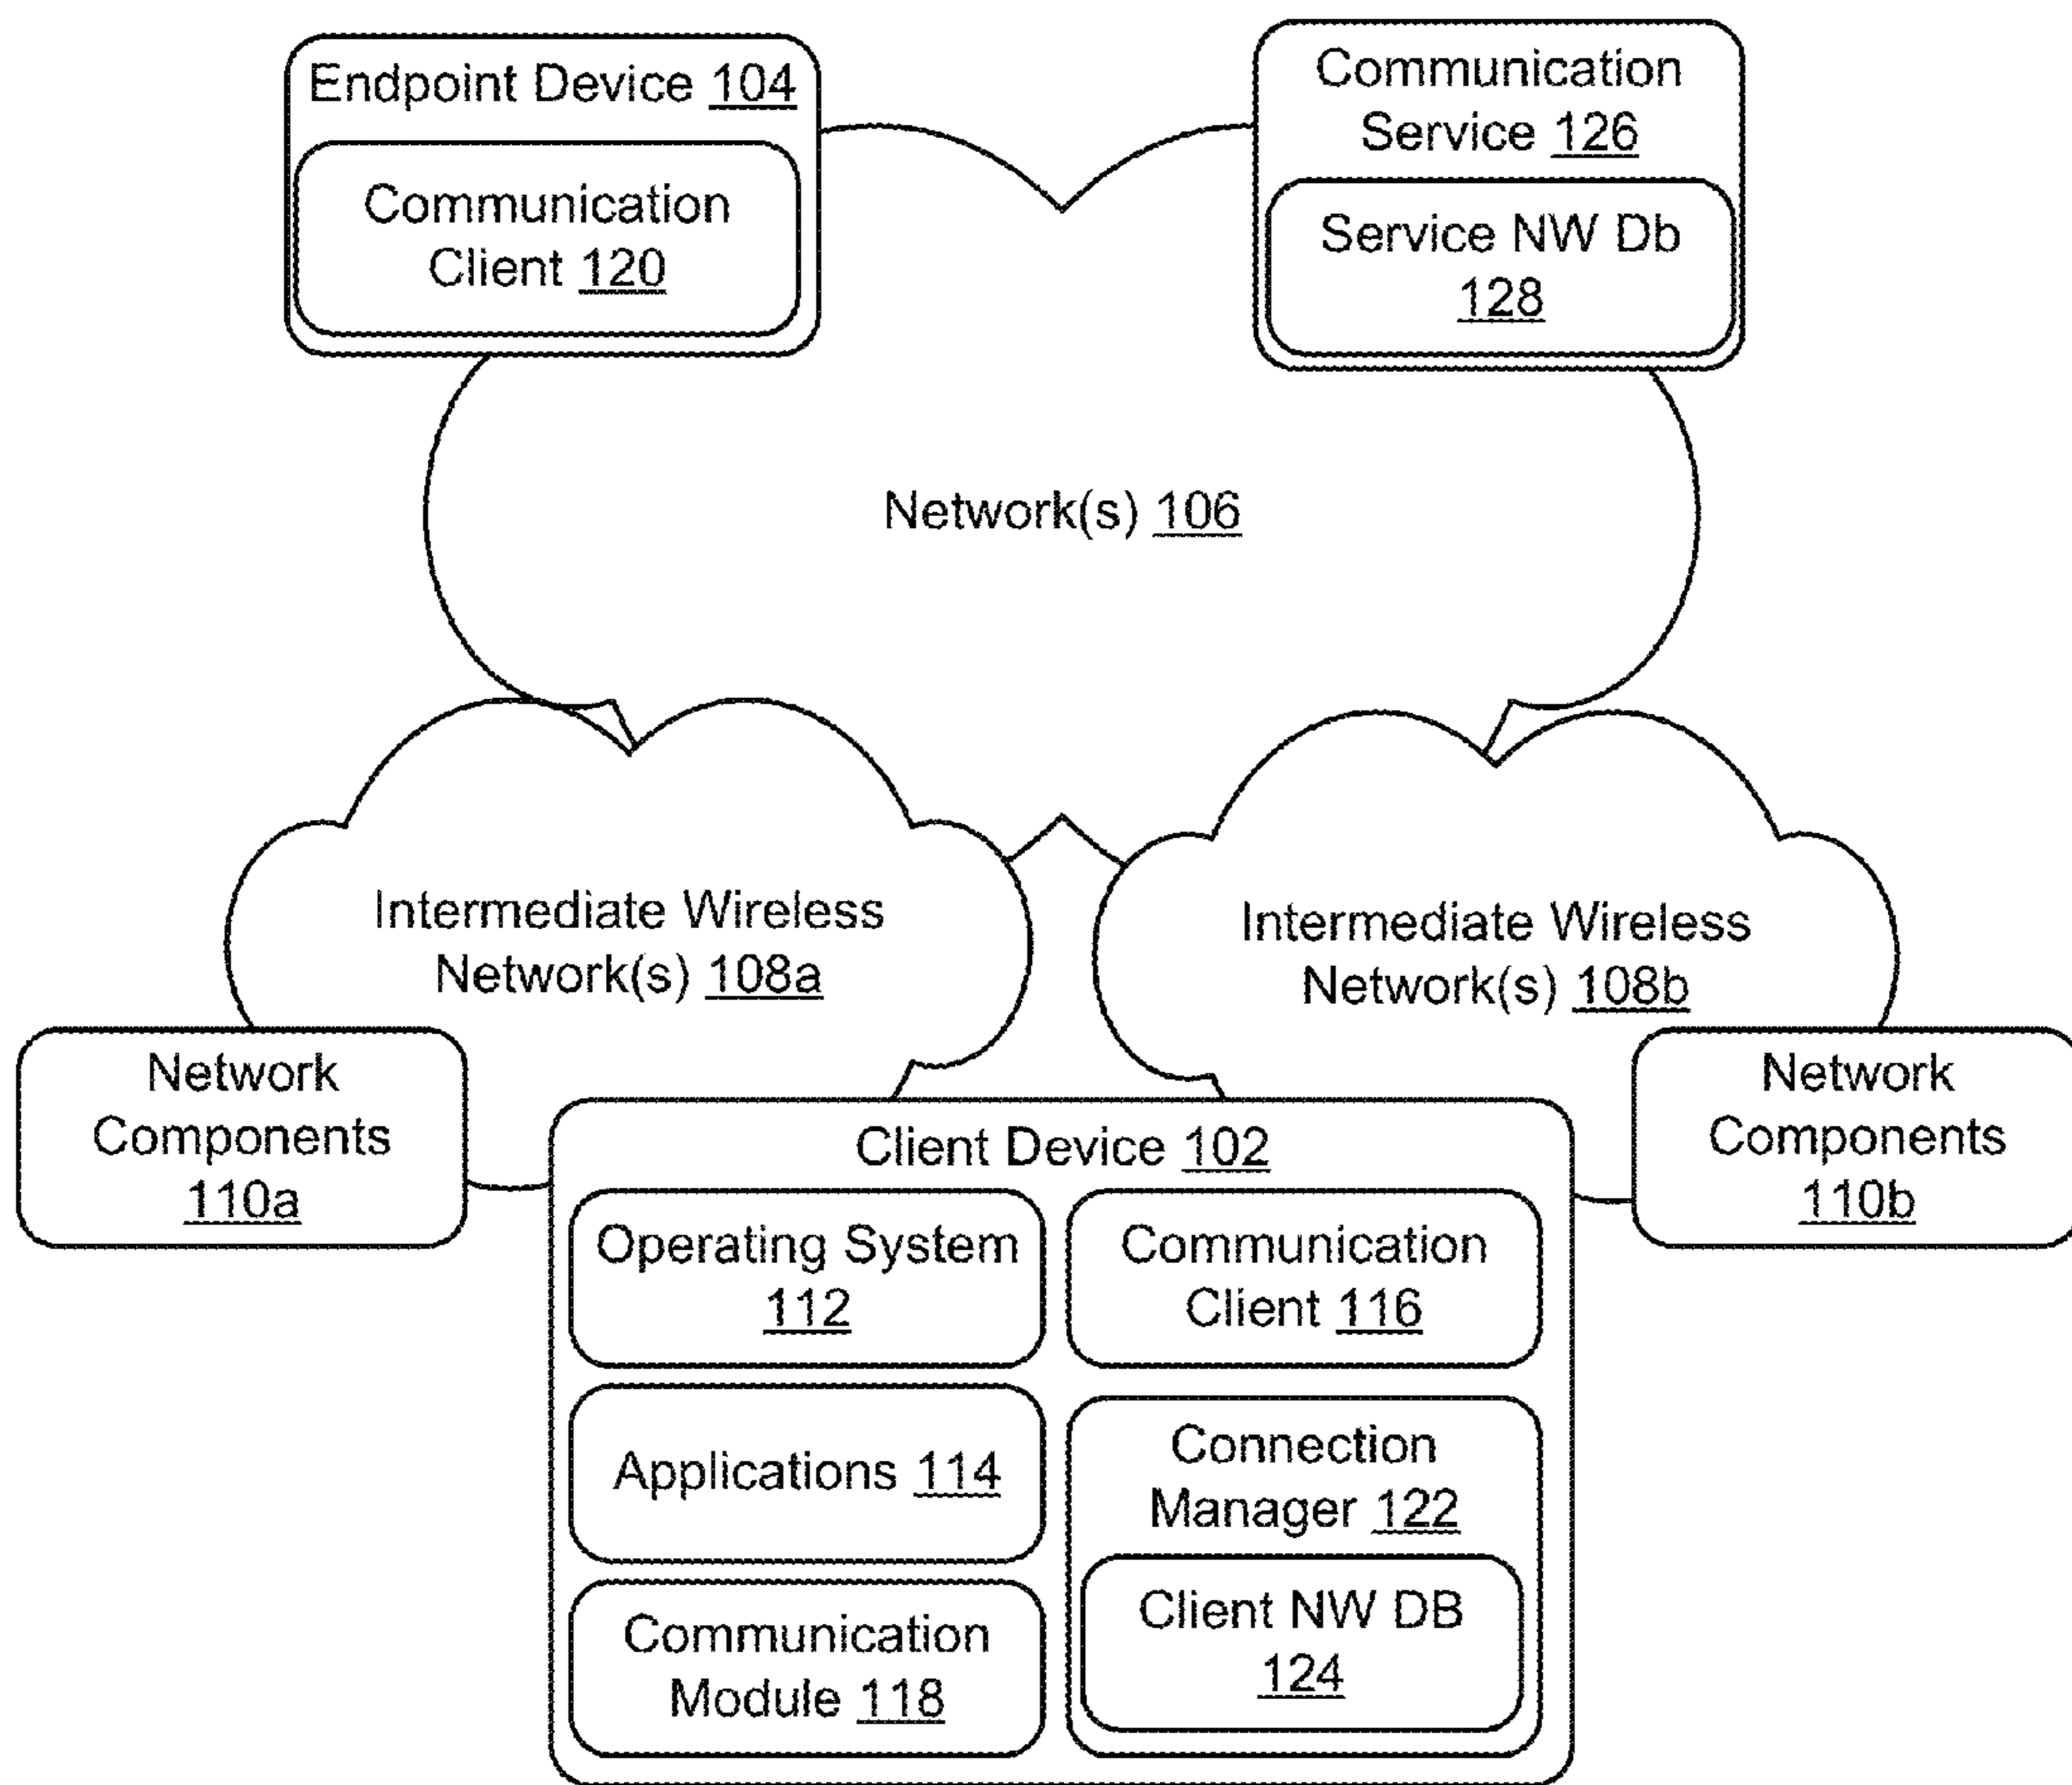 Endpoint Device 104
Communication
Client 120
Communication
Service 126
Service NW Db
128
Network(s) 106
Intermediate Wireless
Network(s) 108a
Intermediate Wireless
Network(s) 108b
Network
Components
110a
Network
Components
110b
Client Device 102
Operating System
112
Communication
Client 116
Applications 114
Connection
Manager 122
Communication
Module 118
Client NW DB
124